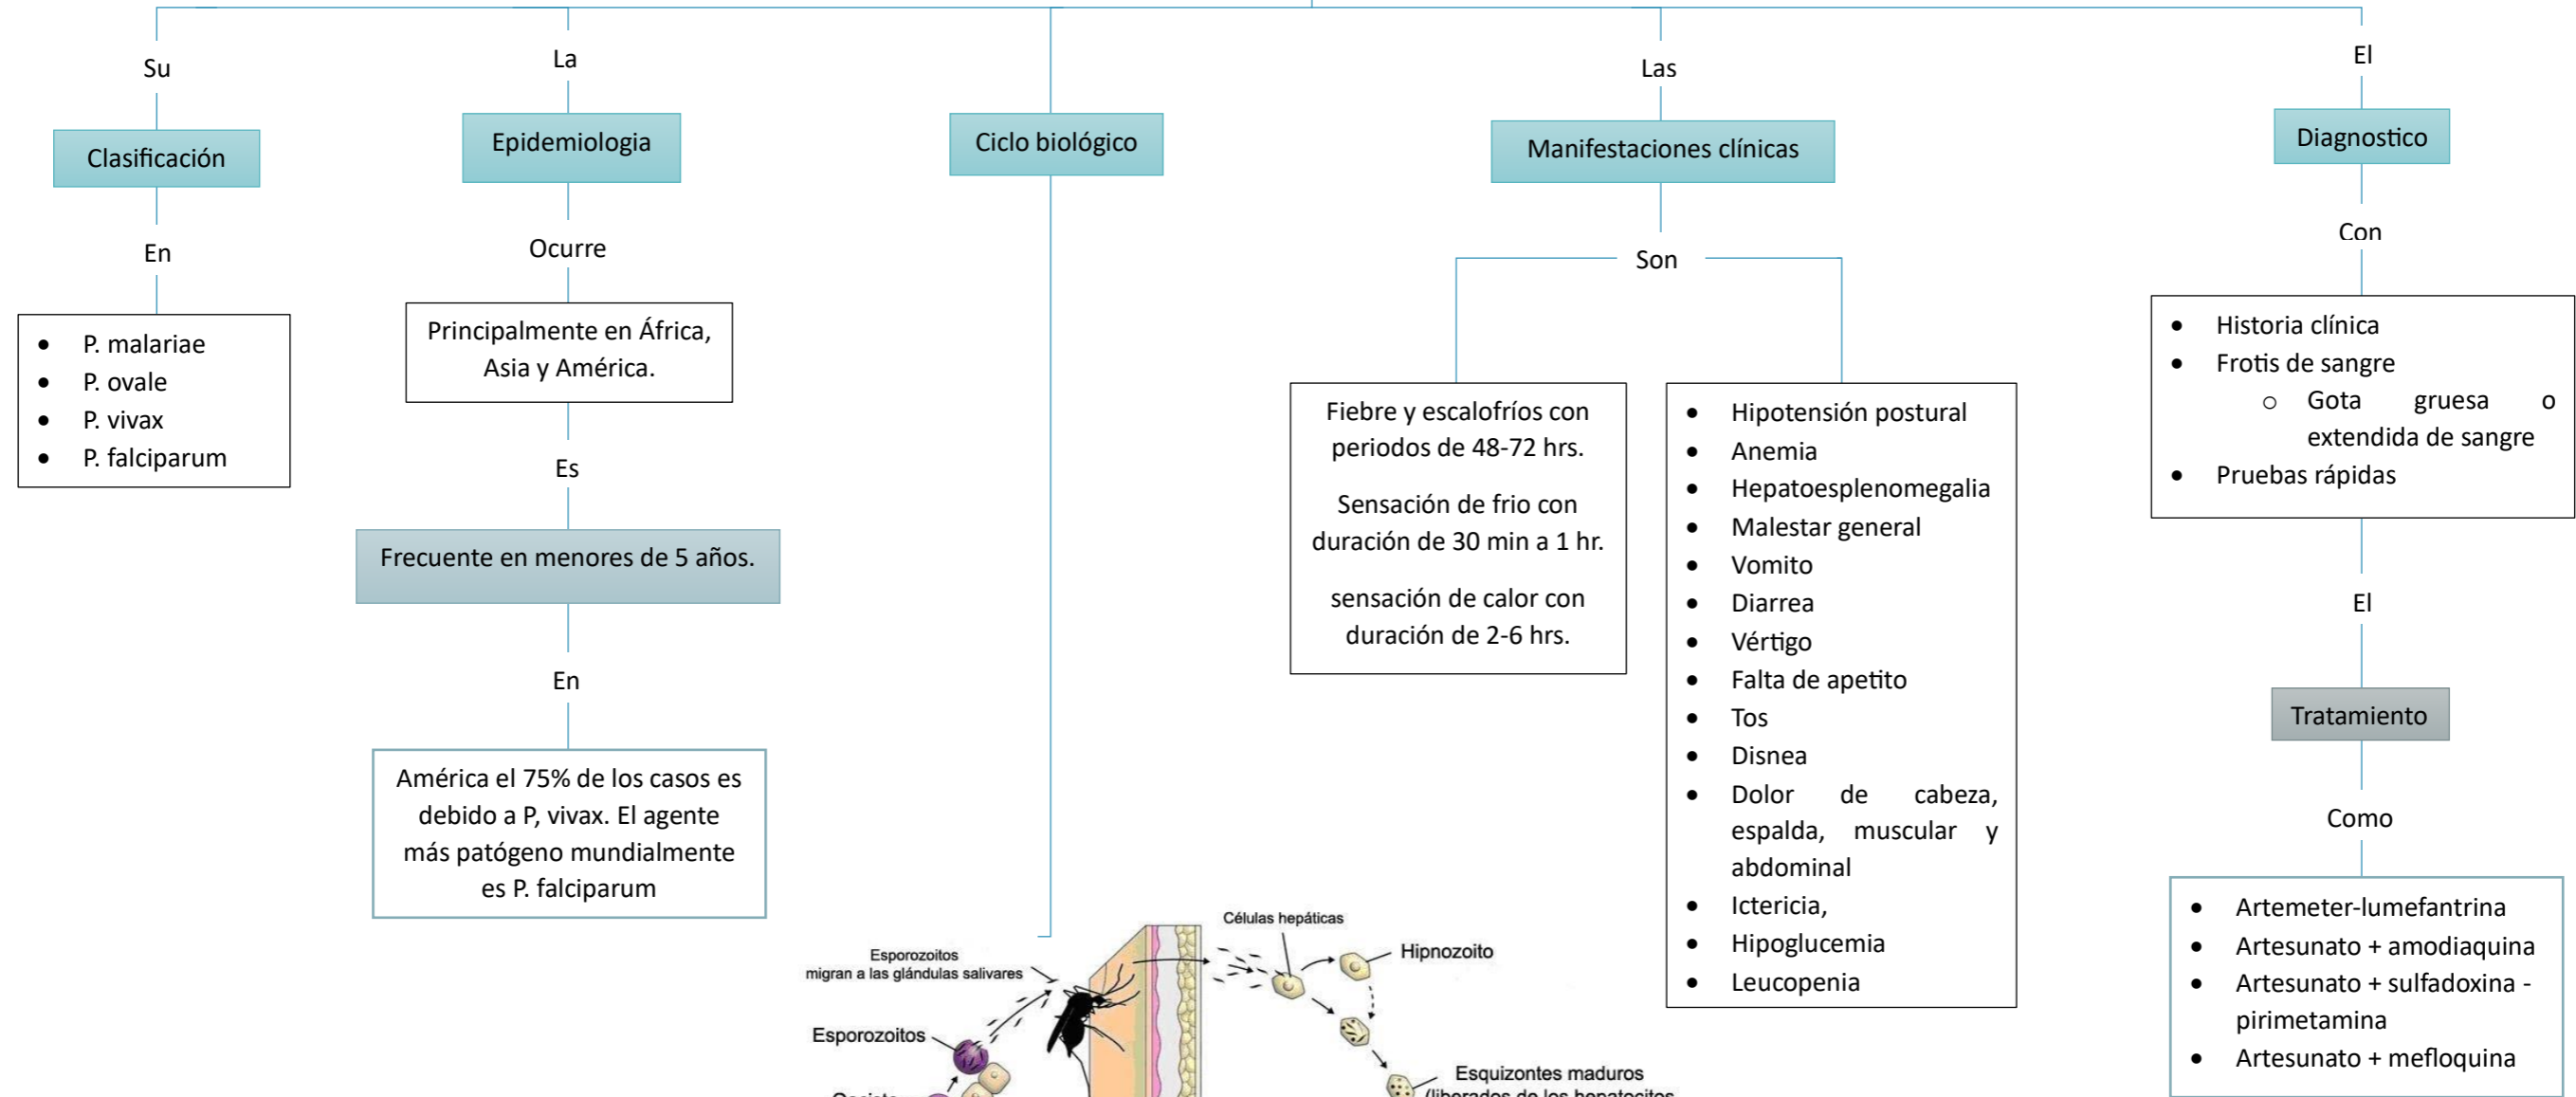 Su
Clasificación
En
• P. malariae
• P. ovale
• P. vivax
• P. falciparum
La
Epidemiologia
Ocurre
Principalmente en África,
Asia y América.
Es
Frecuente en menores de 5 años.
En
América el 75% de los casos es
debido a P, vivax. El agente
más patógeno mundialmente
es P. falciparum
Ciclo biológico
Esporozoitos
migran a las glándulas salivares
Esporozoitos
Células hepáticas
Hipnozoito
Esquizontes maduros
(liberados de los hepatocitos
Las
Manifestaciones clínicas
Son
Fiebre y escalofríos con
periodos de 48-72 hrs.
Sensación de frio con
duración de 30 min a 1 hr.
sensación de calor con
duración de 2-6 hrs.
• Hipotensión postural
• Anemia
• Hepatoesplenomegalia
• Malestar general
• Vomito
• Diarrea
• Vértigo
• Falta de apetito
• Tos
• Disnea
• Dolor de cabeza,
espalda, muscular y
abdominal
• Ictericia,
• Hipoglucemia
• Leucopenia
El
Diagnostico
Con
• Historia clínica
• Frotis de sangre
o Gota gruesa o
extendida de sangre
• Pruebas rápidas
El
Tratamiento
Como
• Artemeter-lumefantrina
• Artesunato + amodiaquina
• Artesunato + sulfadoxina -
pirimetamina
• Artesunato + mefloquina